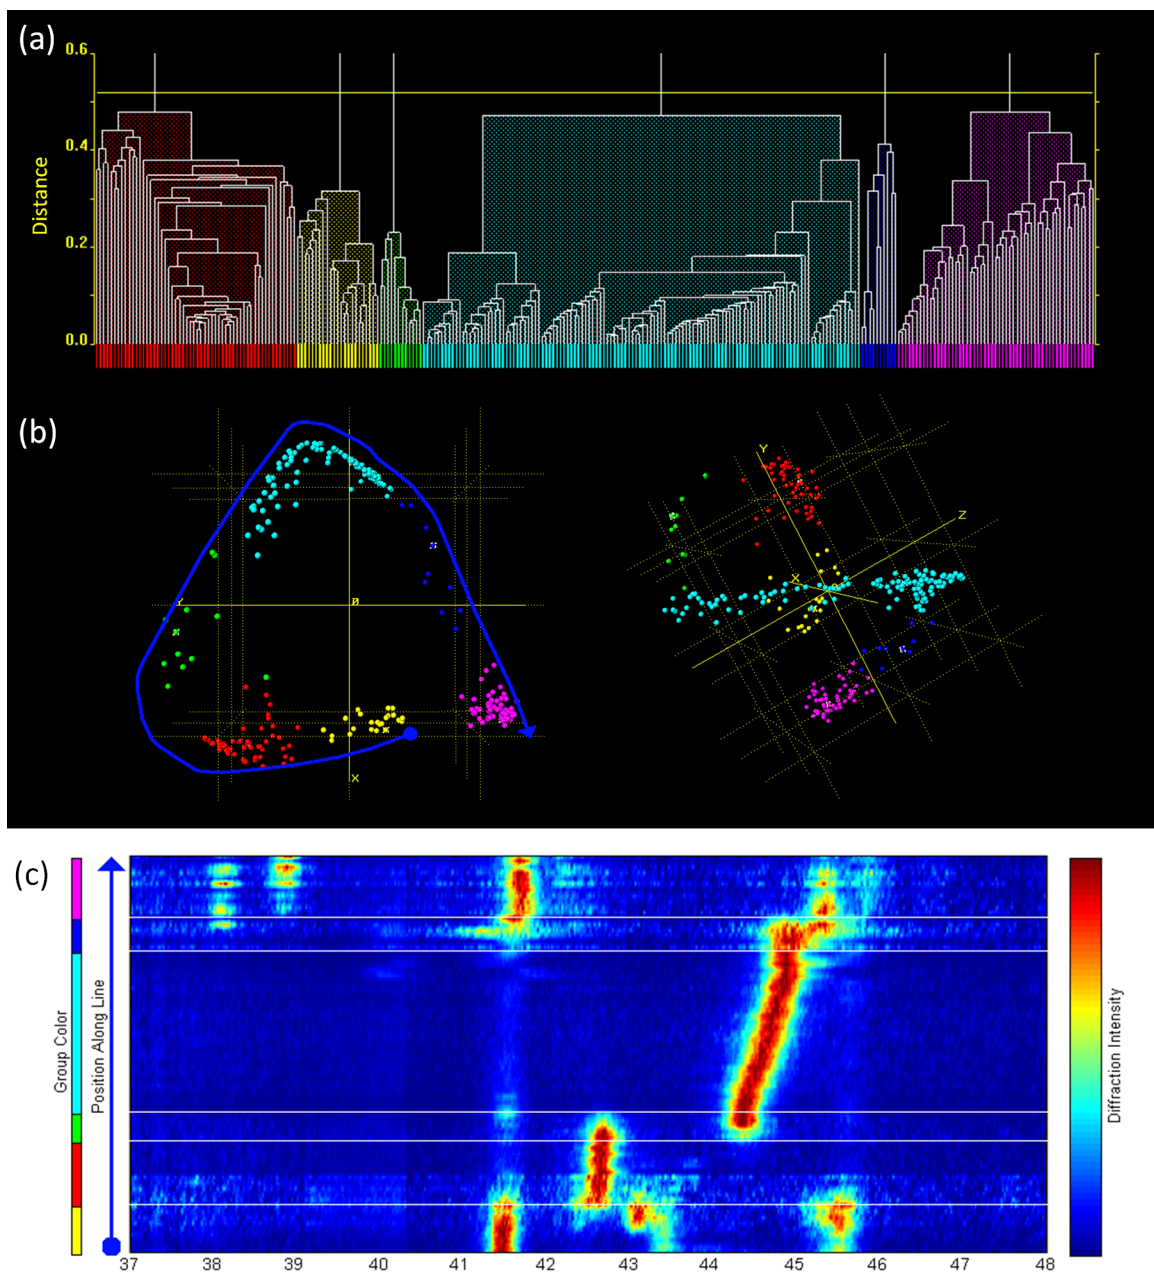 (a)
0.6
0.4
0.2
0.0
Distance
(b)
Y
0
X
Y
Z
X
(c)
Group Color
Position Along Line
37 38 39 40 41 42 43 44 45 46 47 48
Diffraction Intensity